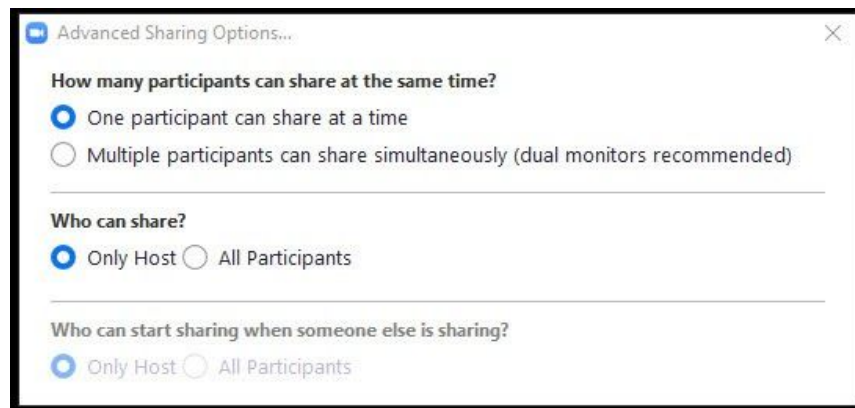 Advanced Sharing Options...
How many participants can share at the same time?
One participant can share at a time
Multiple participants can share simultaneously (dual monitors recommended)
Who can share?
Only Host All Participants
Who can start sharing when someone else is sharing?
Only Host All Participants